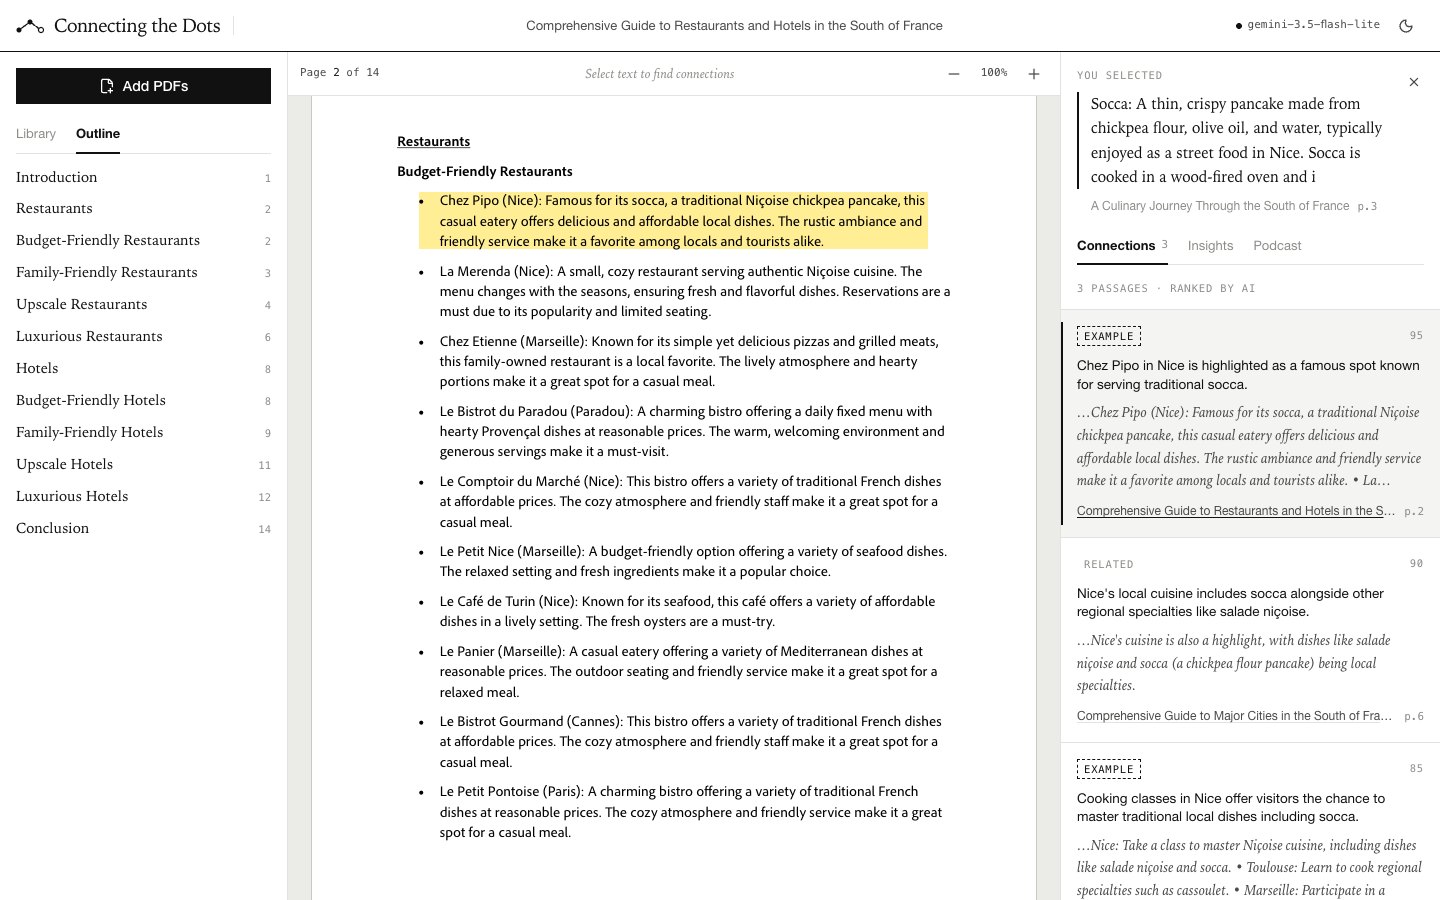 Connecting the Dots
Comprehensive Guide to Restaurants and Hotels in the South of France
gemini-3.5-flash-lite
Add PDFs
Library Outline
Introduction 1
Restaurants 2
Budget-Friendly Restaurants 2
Family-Friendly Restaurants 3
Upscale Restaurants 4
Luxurious Restaurants 6
Hotels 8
Budget-Friendly Hotels 8
Family-Friendly Hotels 9
Upscale Hotels 11
Luxurious Hotels 12
Conclusion 14
Page 2 of 14
Select text to find connections
100%
Restaurants
Budget-Friendly Restaurants
• Chez Pipo (Nice): Famous for its socca, a traditional Niçoise chickpea pancake, this
casual eatery offers delicious and affordable local dishes. The rustic ambiance and
friendly service make it a favorite among locals and tourists alike.
• La Merenda (Nice): A small, cozy restaurant serving authentic Niçoise cuisine. The
menu changes with the seasons, ensuring fresh and flavorful dishes. Reservations are a
must due to its popularity and limited seating.
• Chez Etienne (Marseille): Known for its simple yet delicious pizzas and grilled meats,
this family-owned restaurant is a local favorite. The lively atmosphere and hearty
portions make it a great spot for a casual meal.
• Le Bistrot du Paradou (Paradou): A charming bistro offering a daily fixed menu with
hearty Provençal dishes at reasonable prices. The warm, welcoming environment and
generous servings make it a must-visit.
• Le Comptoir du Marché (Nice): This bistro offers a variety of traditional French dishes
at affordable prices. The cozy atmosphere and friendly staff make it a great spot for a
casual meal.
• Le Petit Nice (Marseille): A budget-friendly option offering a variety of seafood dishes.
The relaxed setting and fresh ingredients make it a popular choice.
• Le Café de Turin (Nice): Known for its seafood, this café offers a variety of affordable
dishes in a lively setting. The fresh oysters are a must-try.
• Le Panier (Marseille): A casual eatery offering a variety of Mediterranean dishes at
reasonable prices. The outdoor seating and friendly service make it a great spot for a
relaxed meal.
• Le Bistrot Gourmand (Cannes): This bistro offers a variety of traditional French dishes
at affordable prices. The cozy atmosphere and friendly staff make it a great spot for a
casual meal.
• Le Petit Pontoise (Paris): A charming bistro offering a variety of traditional French
dishes at reasonable prices. The cozy atmosphere and friendly service make it a great
spot for a casual meal.
YOU SELECTED
Socca: A thin, crispy pancake made from
chickpea flour, olive oil, and water, typically
enjoyed as a street food in Nice. Socca is
cooked in a wood-fired oven and i
A Culinary Journey Through the South of France p.3
Connections 3 Insights Podcast
3 PASSAGES · RANKED BY AI
EXAMPLE 95
Chez Pipo in Nice is highlighted as a famous spot known
for serving traditional socca.
…Chez Pipo (Nice): Famous for its socca, a traditional Niçoise
chickpea pancake, this casual eatery offers delicious and
affordable local dishes. The rustic ambiance and friendly service
make it a favorite among locals and tourists alike. • La…
Comprehensive Guide to Restaurants and Hotels in the S… p.2
RELATED 90
Nice's local cuisine includes socca alongside other
regional specialties like salade niçoise.
…Nice's cuisine is also a highlight, with dishes like salade
niçoise and socca (a chickpea flour pancake) being local
specialties.
Comprehensive Guide to Major Cities in the South of Fra… p.6
EXAMPLE 85
Cooking classes in Nice offer visitors the chance to
master traditional local dishes including socca.
…Nice: Take a class to master Niçoise cuisine, including dishes
like salade niçoise and socca. • Toulouse: Learn to cook regional
specialties such as cassoulet. • Marseille: Participate in a